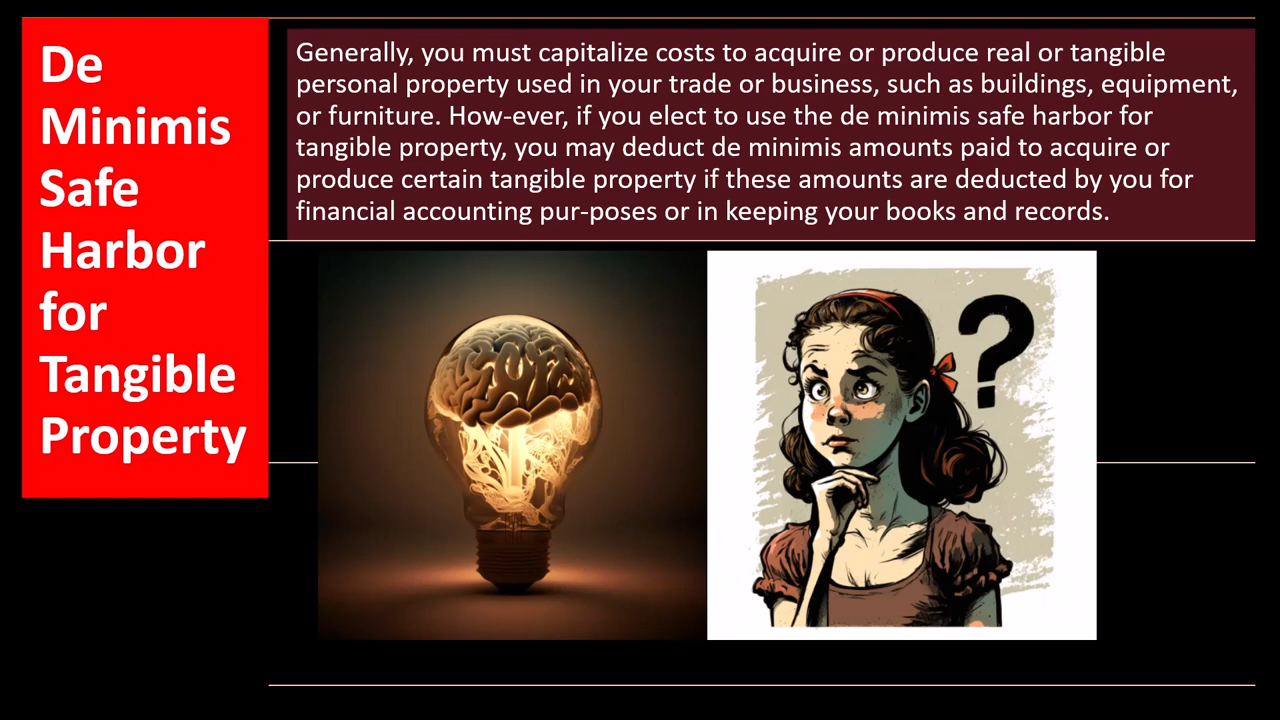 De
Minimis
Safe
Harbor
for
Tangible
Property
Generally, you must capitalize costs to acquire or produce real or tangible
personal property used in your trade or business, such as buildings, equipment,
or furniture. How-ever, if you elect to use the de minimis safe harbor for
tangible property, you may deduct de minimis amounts paid to acquire or
produce certain tangible property if these amounts are deducted by you for
financial accounting pur-poses or in keeping your books and records.
?